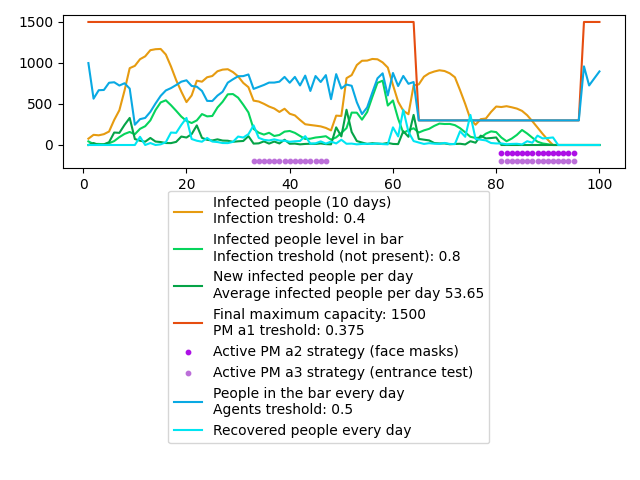 1500
1000
500
0
0
20
40
60
80
100
Infected people (10 days)
Infection treshold: 0.4
Infected people level in bar
Infection treshold (not present): 0.8
New infected people per day
Average infected people per day 53.65
Final maximum capacity: 1500
PM a1 treshold: 0.375
Active PM a2 strategy (face masks)
Active PM a3 strategy (entrance test)
People in the bar every day
Agents treshold: 0.5
Recovered people every day